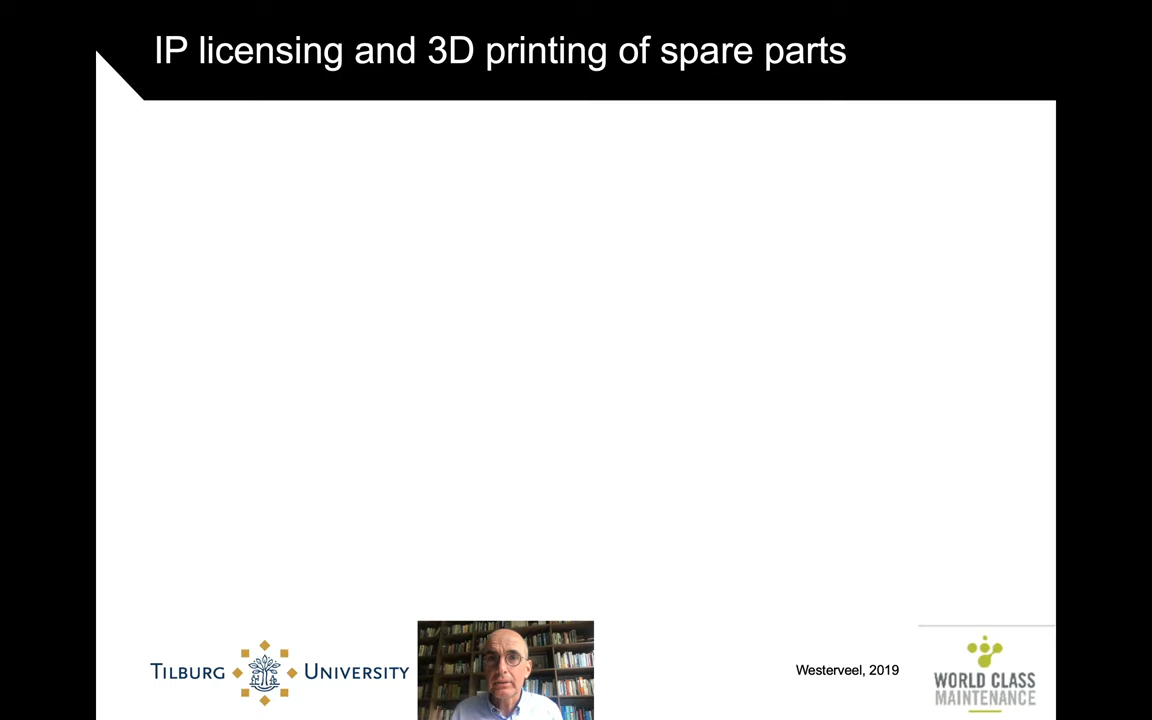 IP licensing and 3D printing of spare parts
TILBURG UNIVERSITY
Westerveel, 2019
WORLD CLASS
MAINTENANCE